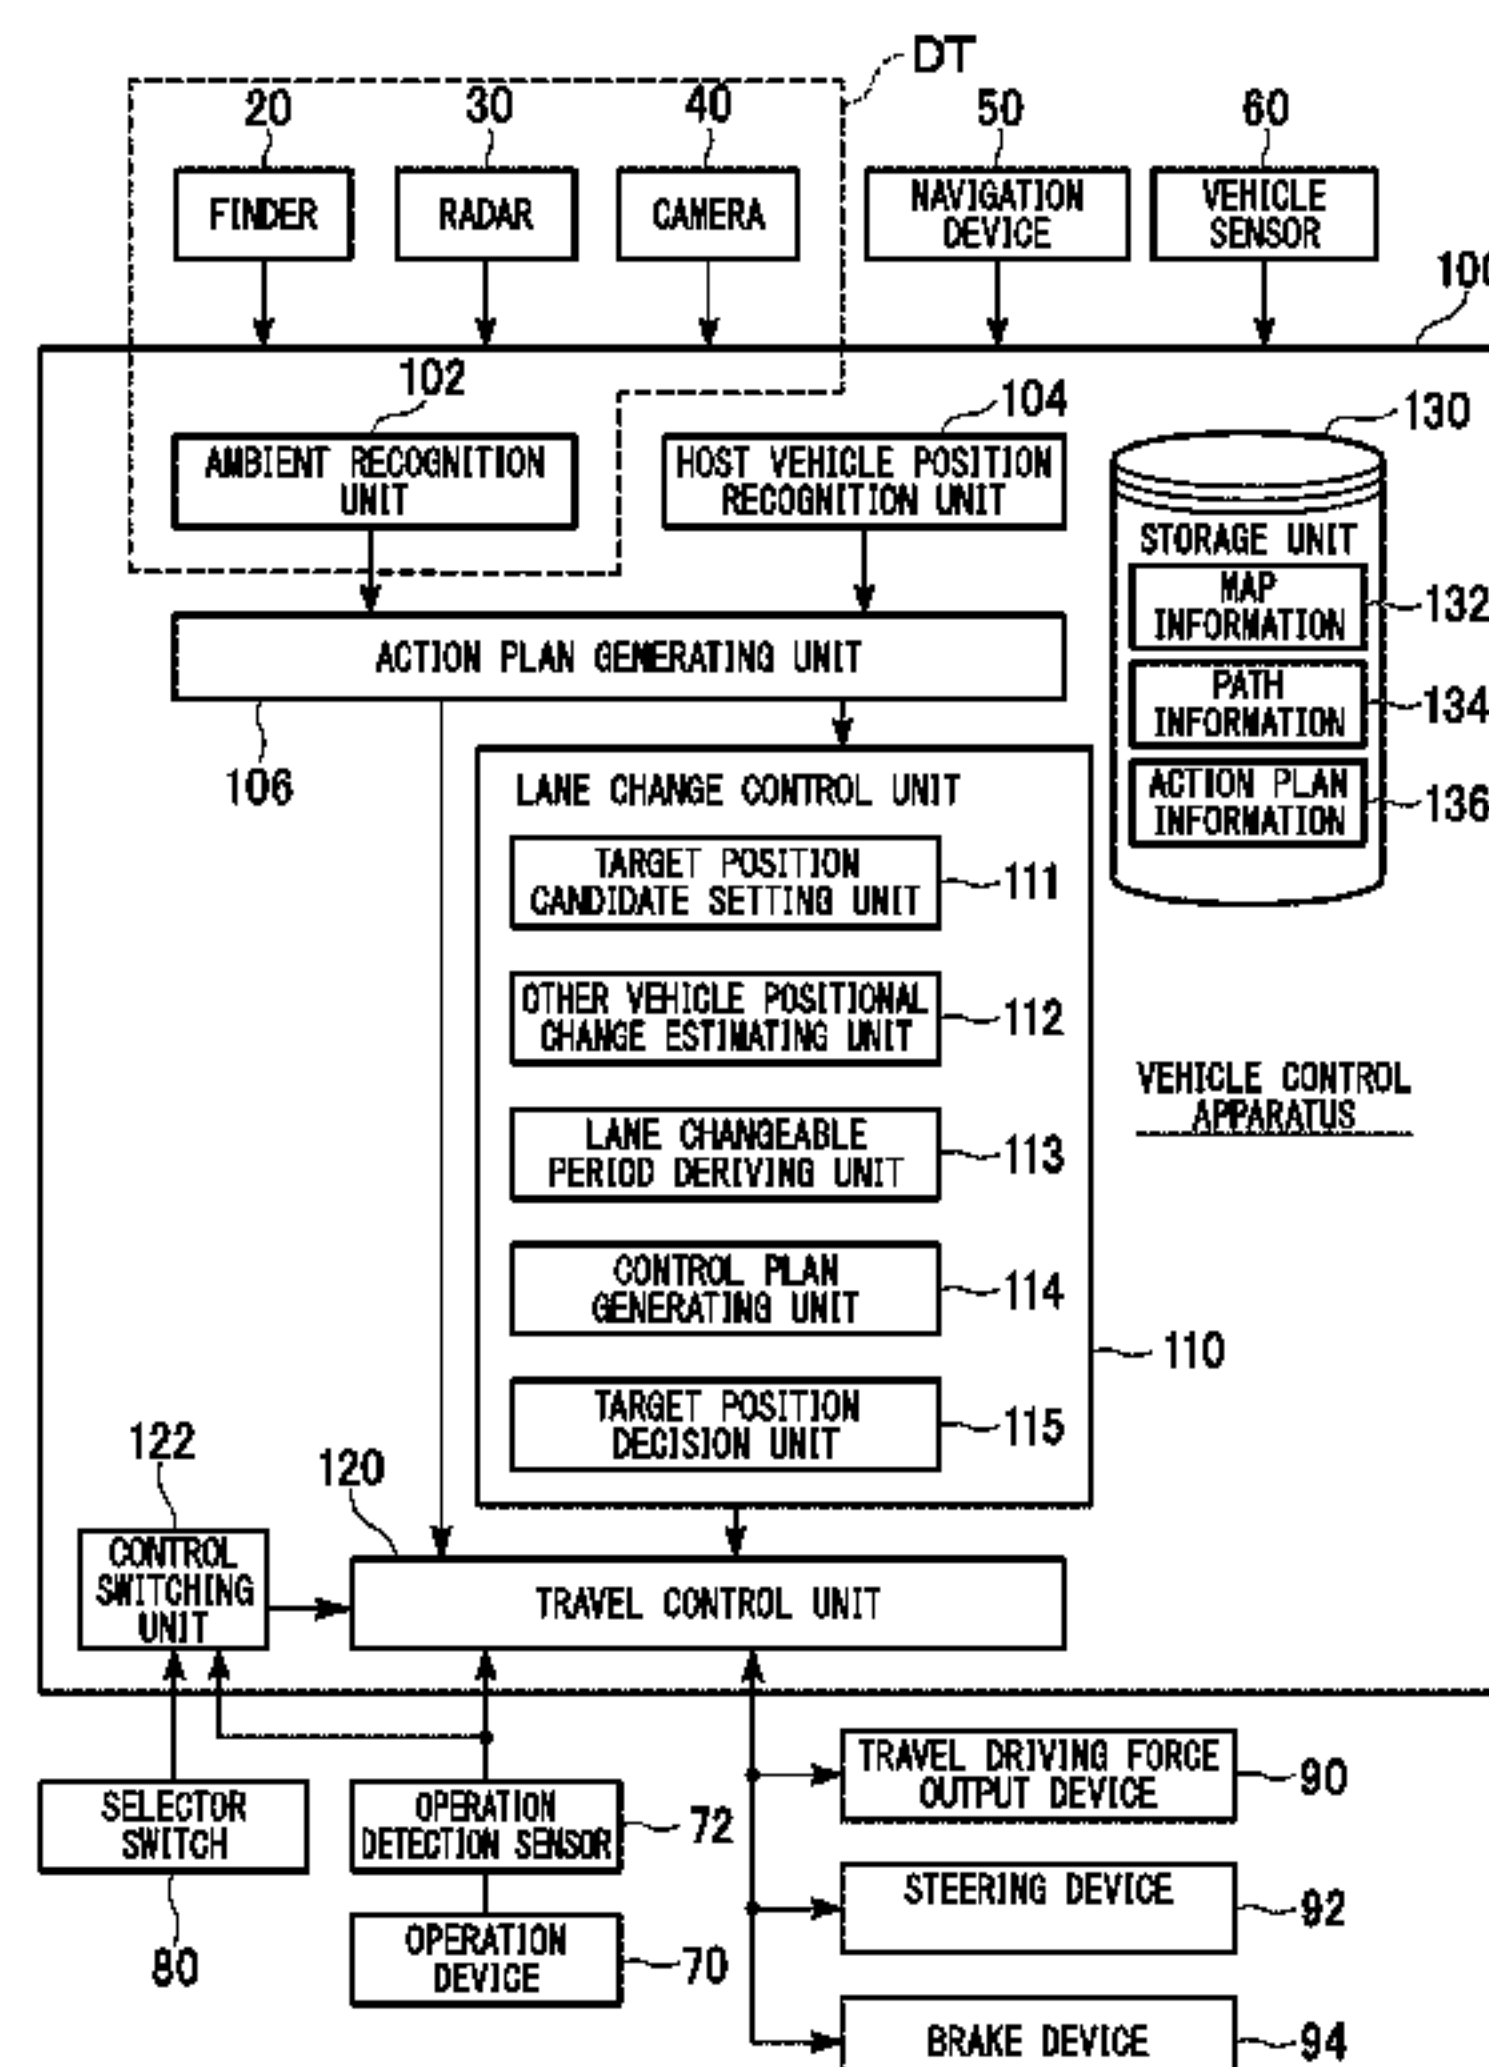 DT
20
30
40
50
60
FINDER
RADAR
CAMERA
NAVIGATION
DEVICE
VEHICLE
SENSOR
100
102
104
130
AMBIENT RECOGNITION
UNIT
HOST VEHICLE POSITION
RECOGNITION UNIT
STORAGE UNIT
MAP
INFORMATION
132
PATH
INFORMATION
134
ACTION PLAN
INFORMATION
136
ACTION PLAN GENERATING UNIT
106
LANE CHANGE CONTROL UNIT
TARGET POSITION
CANDIDATE SETTING UNIT
111
OTHER VEHICLE POSITIONAL
CHANGE ESTIMATING UNIT
112
VEHICLE CONTROL
APPARATUS
LANE CHANGEABLE
PERIOD DERIVING UNIT
113
CONTROL PLAN
GENERATING UNIT
114
110
TARGET POSITION
DECISION UNIT
115
122
120
CONTROL
SWITCHING
UNIT
TRAVEL CONTROL UNIT
SELECTOR
SWITCH
80
OPERATION
DETECTION SENSOR
72
OPERATION
DEVICE
70
TRAVEL DRIVING FORCE
OUTPUT DEVICE
90
STEERING DEVICE
92
BRAKE DEVICE
94